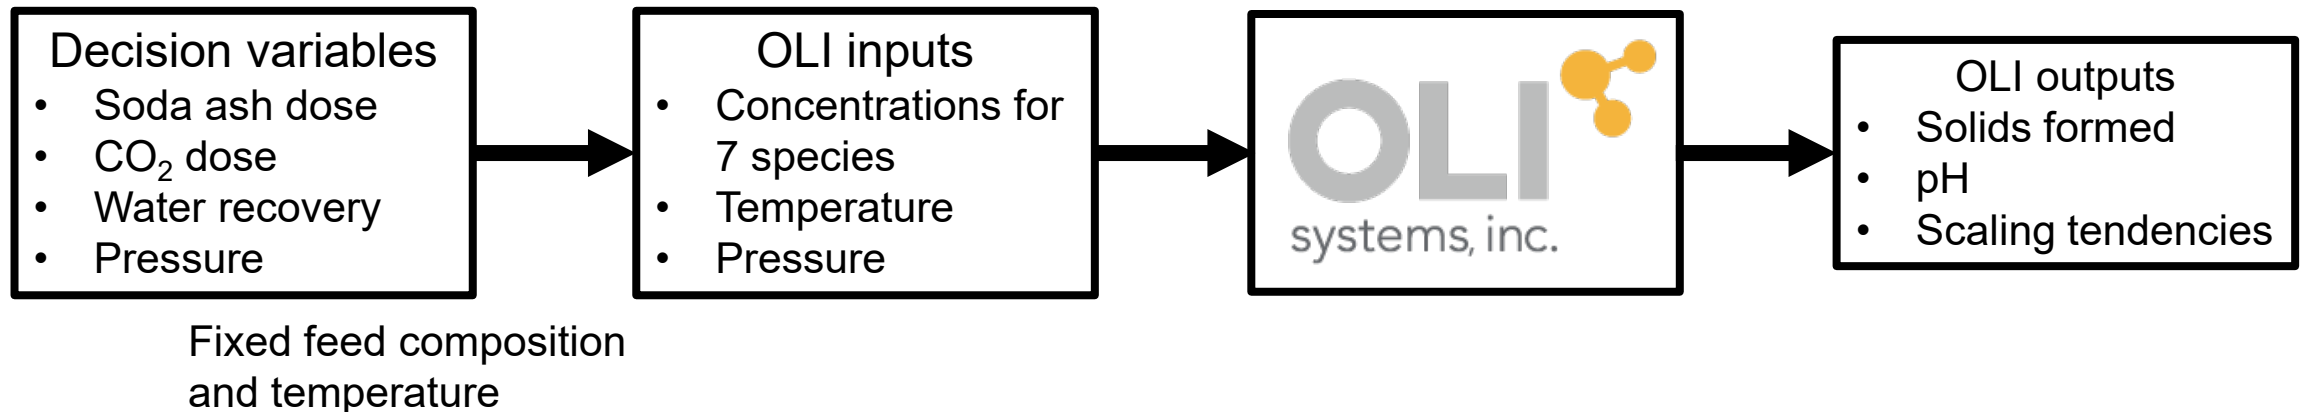 Decision variables
• Soda ash dose
• CO₂ dose
• Water recovery
• Pressure
Fixed feed composition
and temperature
OLI inputs
• Concentrations for
7 species
• Temperature
• Pressure
OLI
systems, inc.
OLI outputs
• Solids formed
• pH
• Scaling tendencies